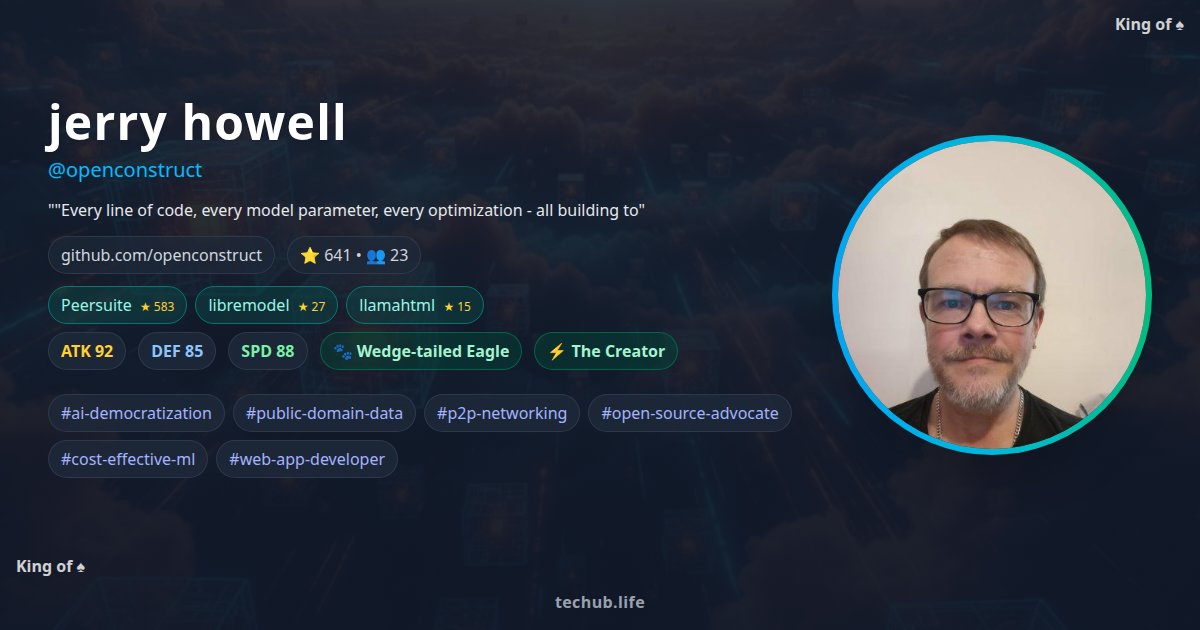 King of ♠
jerry howell
@openconstruct
""Every line of code, every model parameter, every optimization - all building to"
github.com/openconstruct ⭐ 641 • 👥 23
Peersuite ★ 583 libremodel ★ 27 llamahtml ★ 15
ATK 92 DEF 85 SPD 88 🐾 Wedge-tailed Eagle ⚡ The Creator
#ai-democratization #public-domain-data #p2p-networking #open-source-advocate
#cost-effective-ml #web-app-developer
King of ♠
techub.life